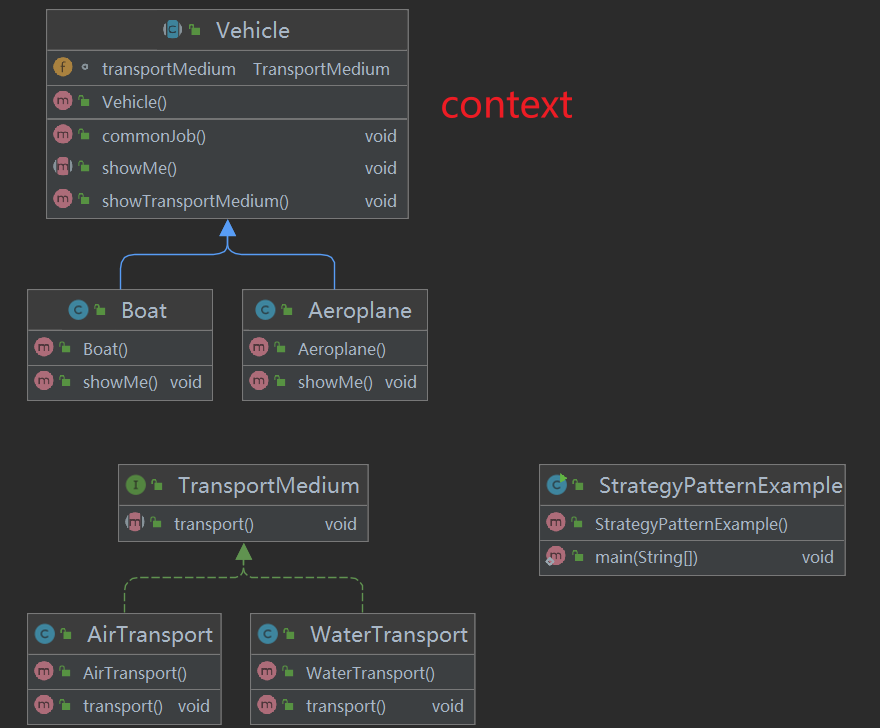 Vehicle
transportMedium TransportMedium
Vehicle()
context
commonJob() void
showMe() void
showTransportMedium() void
Boat
Boat()
showMe() void
Aeroplane
Aeroplane()
showMe() void
TransportMedium
transport() void
StrategyPatternExample
StrategyPatternExample()
main(String[]) void
AirTransport
AirTransport()
transport() void
WaterTransport
WaterTransport()
transport() void